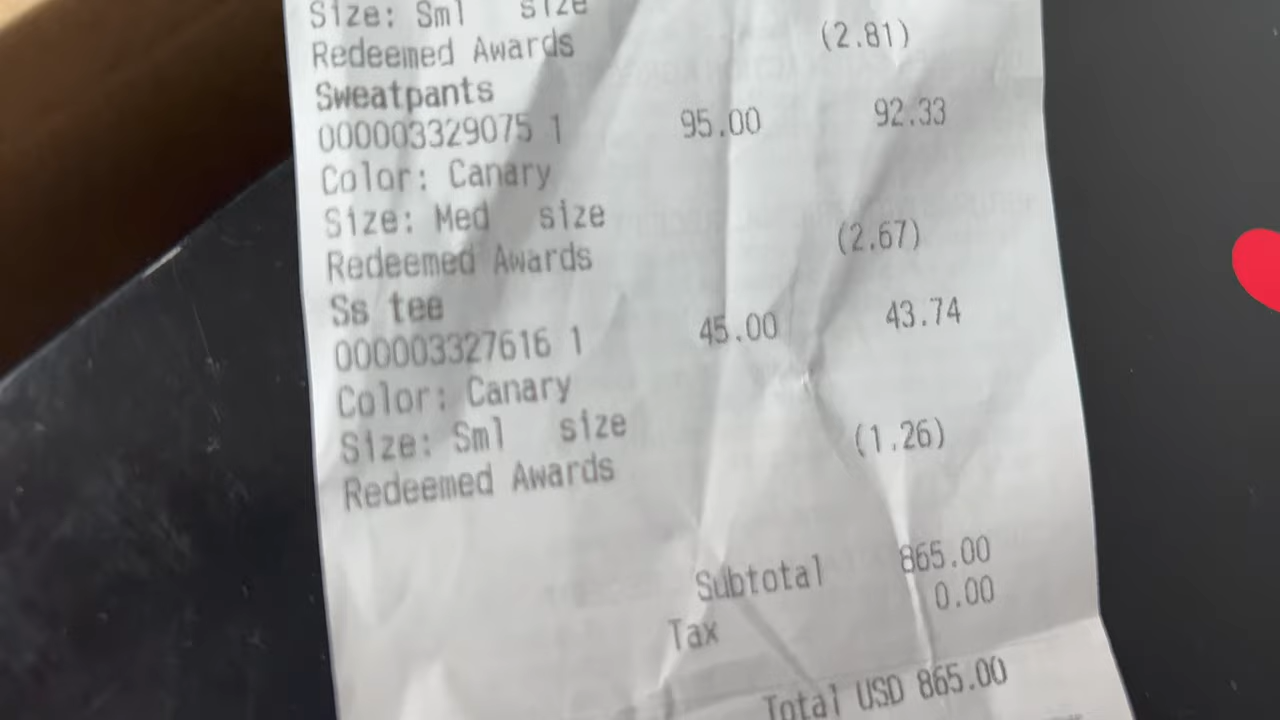 Size: Sml size
Redeemed Awards (2.81)
Sweatpants
000003329075 1 95.00 92.33
Color: Canary
Size: Med size
Redeemed Awards (2.67)
Ss tee
000003327616 1 45.00 43.74
Color: Canary
Size: Sml size
Redeemed Awards (1.26)
Subtotal 865.00
Tax 0.00
Total USD 865.00